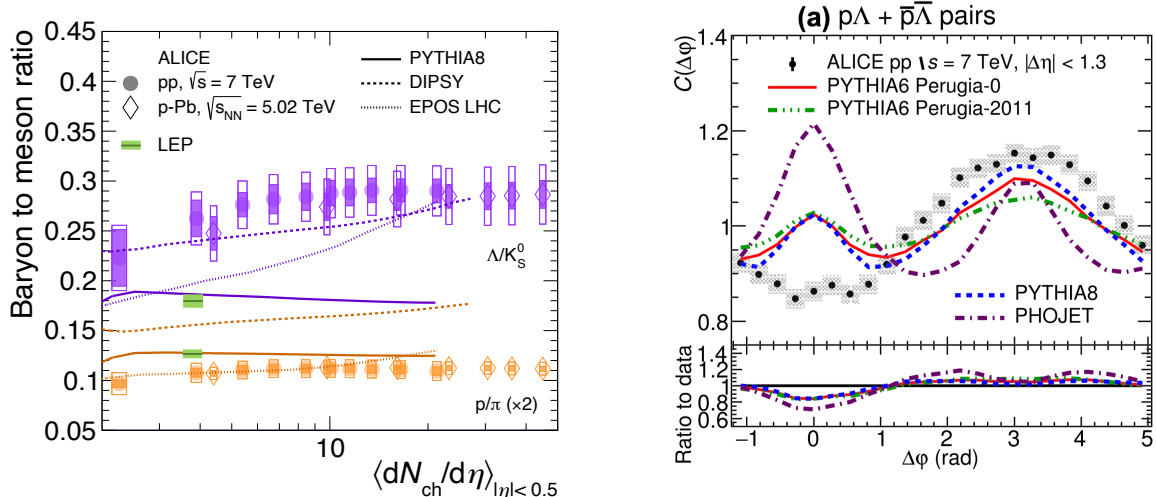 0.45
0.4
0.35
0.3
0.25
0.2
0.15
0.1
0.05
Baryon to meson ratio
ALICE
pp, √s = 7 TeV
p-Pb, √s_NN = 5.02 TeV
LEP
PYTHIA8
DIPSY
EPOS LHC
Λ/K⁰_S
p/π (×2)
10
⟨dN_ch/dη⟩_|η|< 0.5
(a) pΛ + p̅Λ̅ pairs
C(Δφ)
1.4
1.2
1
0.8
ALICE pp \s = 7 TeV, |Δη| < 1.3
PYTHIA6 Perugia-0
PYTHIA6 Perugia-2011
PYTHIA8
PHOJET
Ratio to data
1.4
1.2
1
0.8
0.6
−1 0 1 2 3 4 5
Δφ (rad)